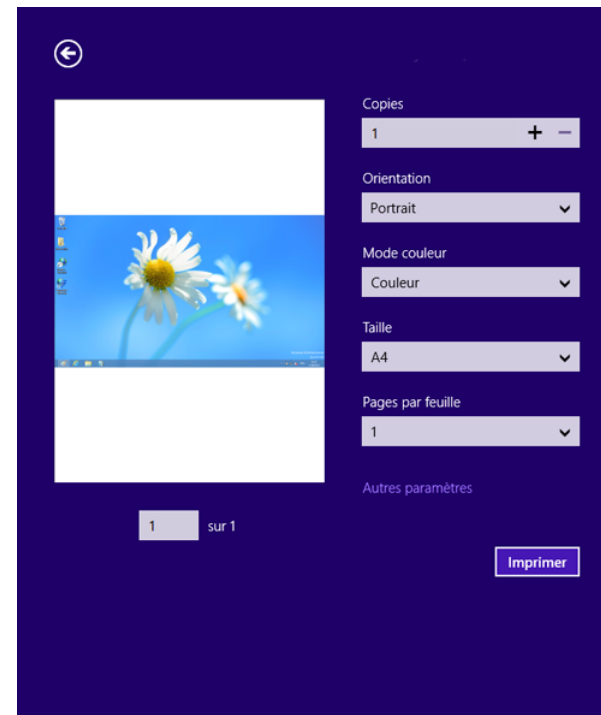 Copies
1
Orientation
Portrait
Mode couleur
Couleur
Taille
A4
Pages par feuille
1
Autres paramètres
1 sur 1
Imprimer